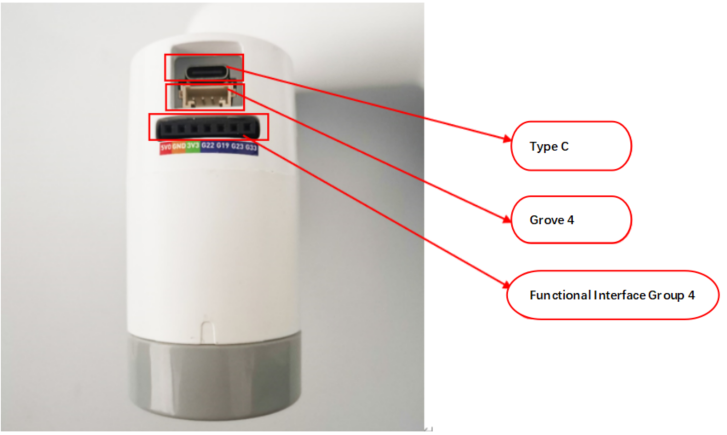 Type C
Grove 4
5V0 GND 3V3 G22 G19 G23 G33
Functional Interface Group 4